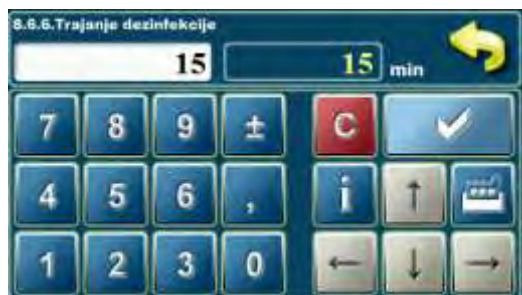 8.6.6.Trajanje dezinfekcije
15 15 min
7 8 9 ± C
4 5 6 , i
1 2 3 0